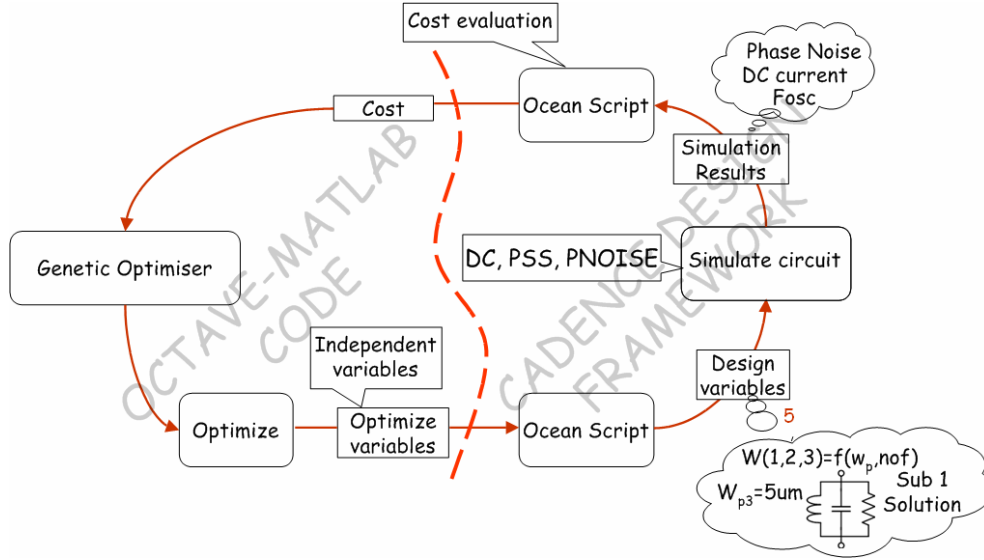 Cost evaluation
Phase Noise
DC current
Fosc
Cost
Ocean Script
Simulation
Results
Genetic Optimiser
DC, PSS, PNOISE
Simulate circuit
OCTAVE-MATLAB
CODE
CADENCE DESIGN
FRAMEWORK
Independent
variables
Design
variables
Optimize
Optimize
variables
Ocean Script
5
W(1,2,3)=f(wp,nof)
Wp3=5um
Sub 1
Solution